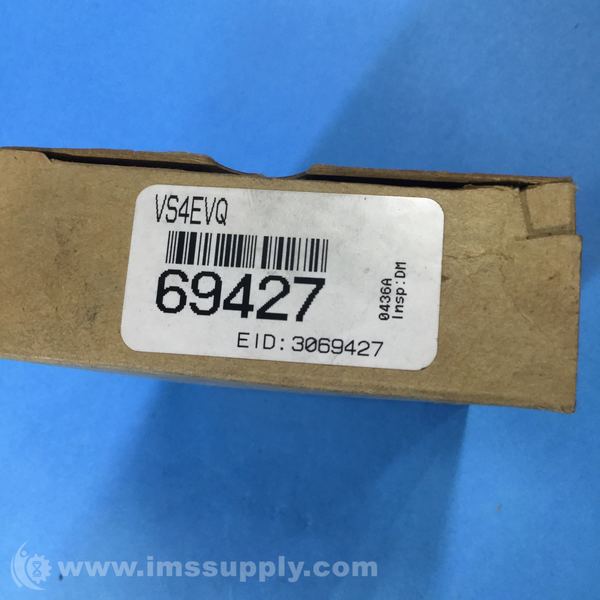 VS4EVQ
69427
EID: 3069427
0436A
Insp:DM
www.imssupply.com